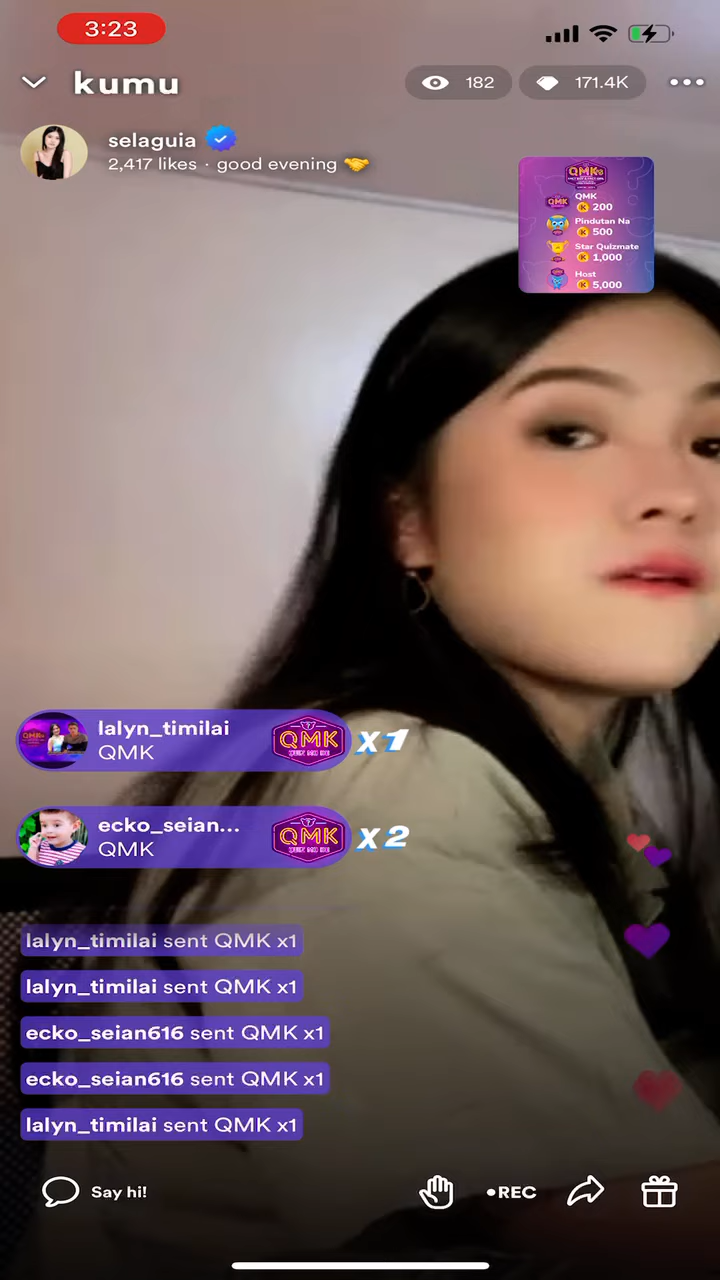 3:23
kumu
182
171.4K
selaguia
2,417 likes · good evening 🤝
QMK
QMK
QMK
K 200
Pindutan Na
K 500
Star Quizmate
K 1,000
Host
K 5,000
lalyn_timilai
QMK
QMK
x1
ecko_seian...
QMK
QMK
x2
lalyn_timilai sent QMK x1
lalyn_timilai sent QMK x1
ecko_seian616 sent QMK x1
ecko_seian616 sent QMK x1
lalyn_timilai sent QMK x1
Say hi!
•REC